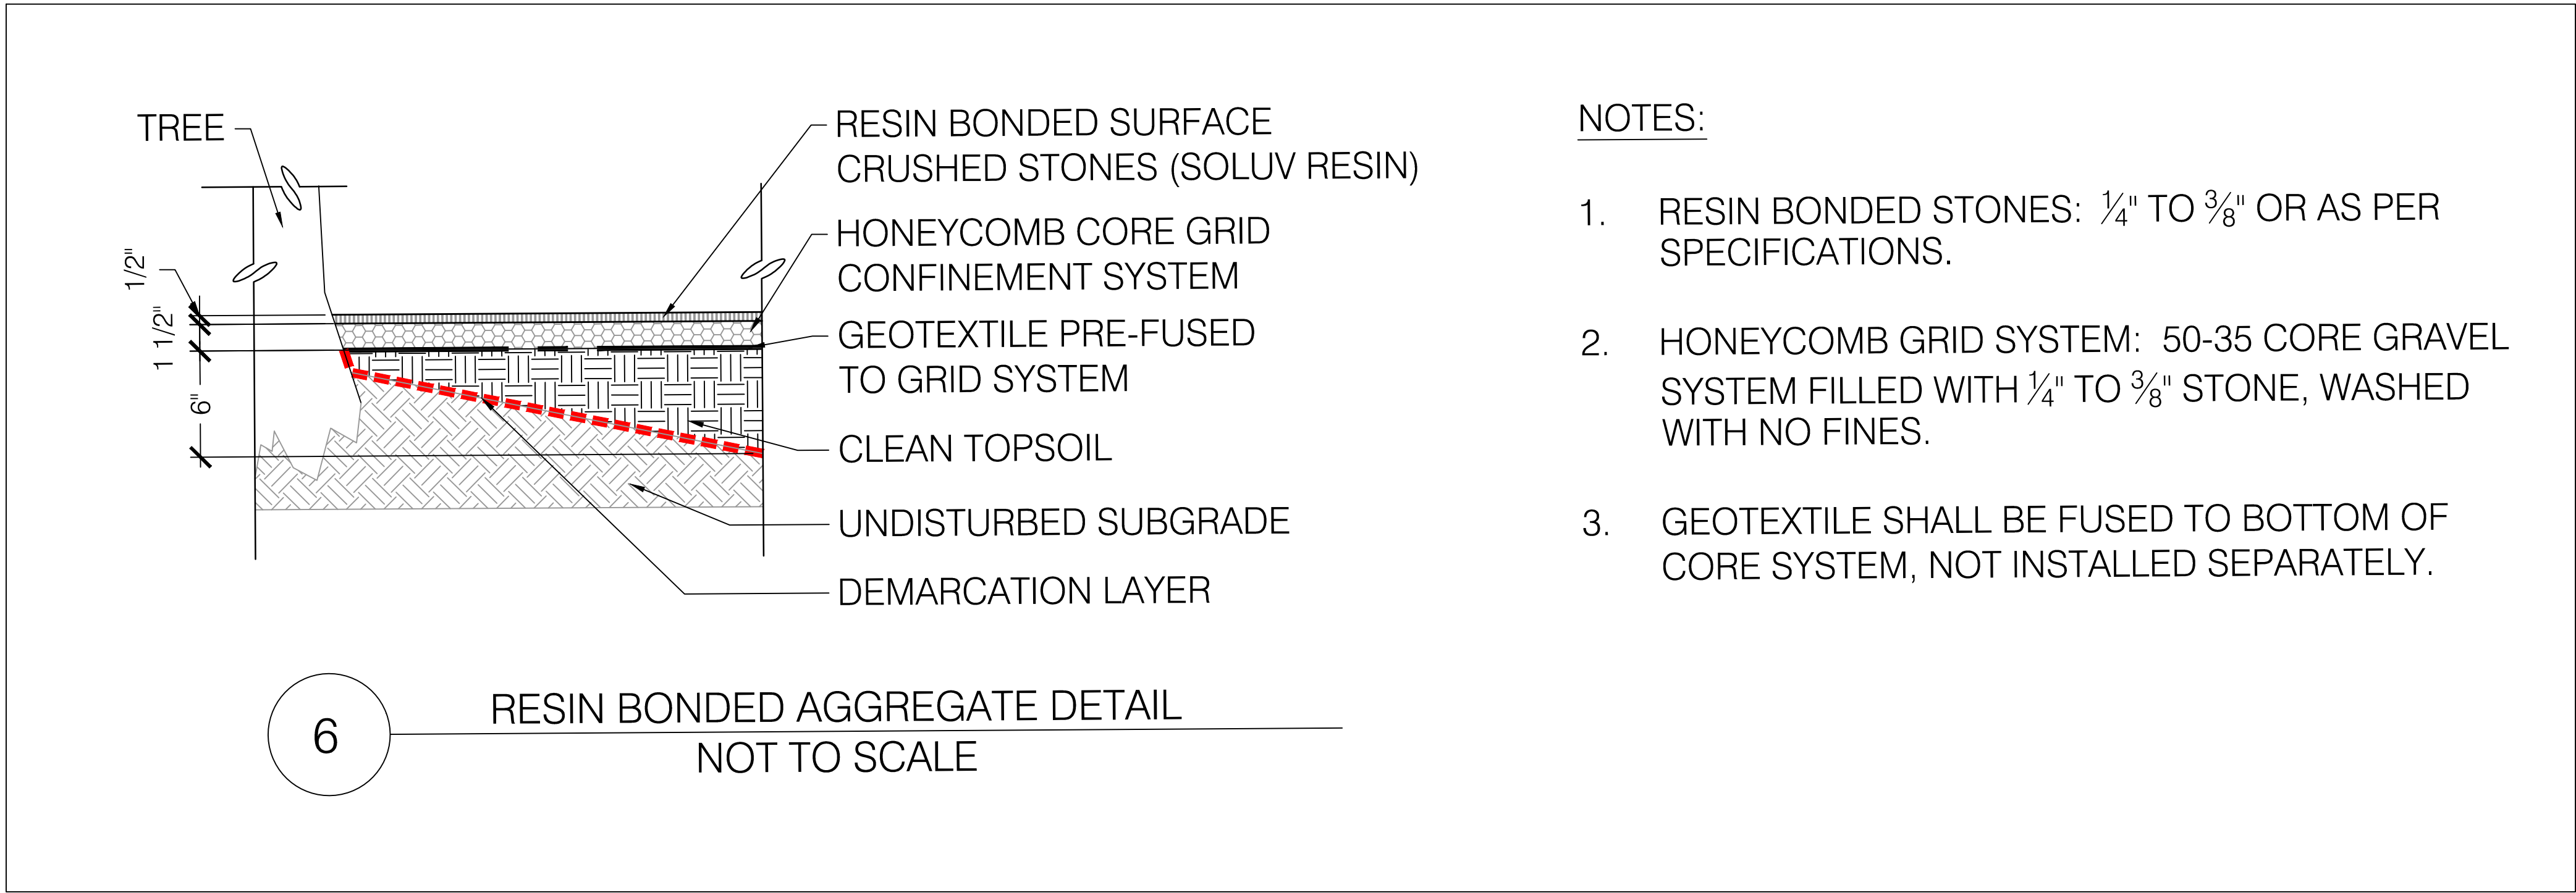 TREE
1/2"
1 1/2"
6"
RESIN BONDED SURFACE
CRUSHED STONES (SOLUV RESIN)
HONEYCOMB CORE GRID
CONFINEMENT SYSTEM
GEOTEXTILE PRE-FUSED
TO GRID SYSTEM
CLEAN TOPSOIL
UNDISTURBED SUBGRADE
DEMARCATION LAYER
6
RESIN BONDED AGGREGATE DETAIL
NOT TO SCALE
NOTES:
1. RESIN BONDED STONES: 1/4" TO 3/8" OR AS PER
SPECIFICATIONS.
2. HONEYCOMB GRID SYSTEM: 50-35 CORE GRAVEL
SYSTEM FILLED WITH 1/4" TO 3/8" STONE, WASHED
WITH NO FINES.
3. GEOTEXTILE SHALL BE FUSED TO BOTTOM OF
CORE SYSTEM, NOT INSTALLED SEPARATELY.